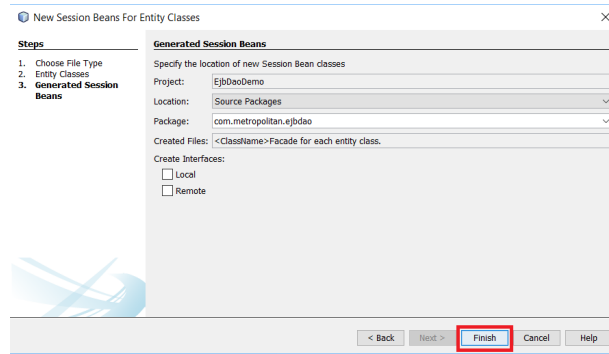 New Session Beans For Entity Classes
Steps
1. Choose File Type
2. Entity Classes
3. Generated Session
Beans
Generated Session Beans
Specify the location of new Session Bean classes
Project: EjbDaoDemo
Location: Source Packages
Package: com.metropolitan.ejbdao
Created Files: <ClassName>Facade for each entity class.
Create Interfaces:
Local
Remote
< Back Next > Finish Cancel Help